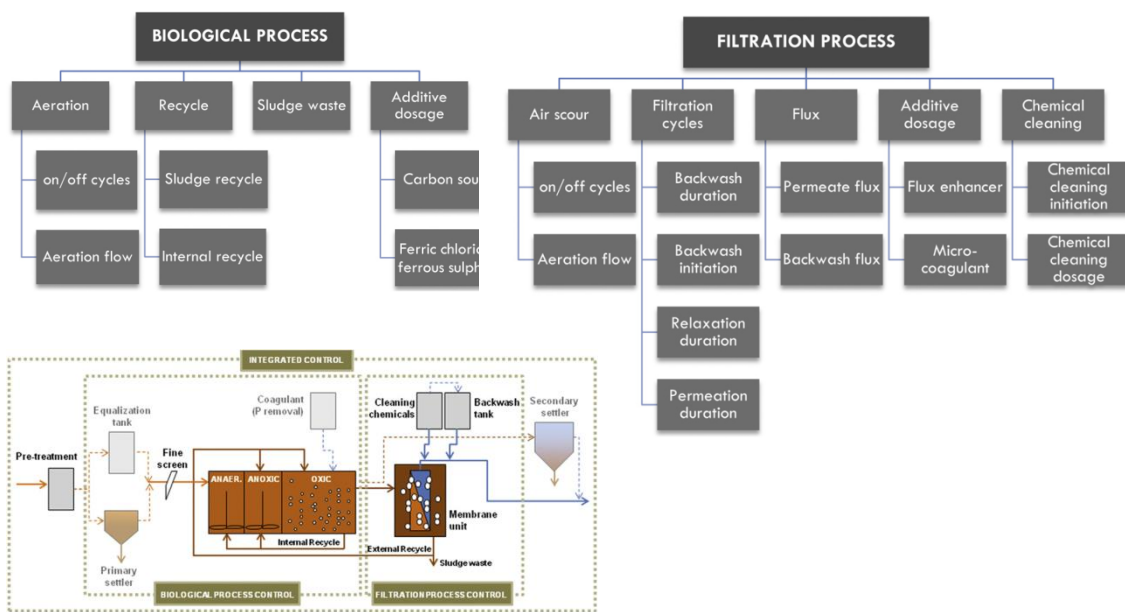 BIOLOGICAL PROCESS
Aeration
on/off cycles
Aeration flow
Recycle
Sludge recycle
Internal recycle
Sludge waste
Additive
dosage
Carbon sou
Ferric chlorid
ferrous sulph
FILTRATION PROCESS
Air scour
on/off cycles
Aeration flow
Filtration
cycles
Backwash
duration
Backwash
initiation
Relaxation
duration
Permeation
duration
Flux
Permeate flux
Backwash flux
Additive
dosage
Flux enhancer
Micro-
coagulant
Chemical
cleaning
Chemical
cleaning
initiation
Chemical
cleaning
dosage
INTEGRATED CONTROL
Pre-treatment
Equalization
tank
Primary
settler
Fine
screen
Coagulant
(P removal)
ANAER.
ANOXIC
OXIC
Internal Recycle
External Recycle
Cleaning
chemicals
Backwash
tank
Membrane
unit
Sludge waste
Secondary
settler
BIOLOGICAL PROCESS CONTROL
FILTRATION PROCESS CONTROL